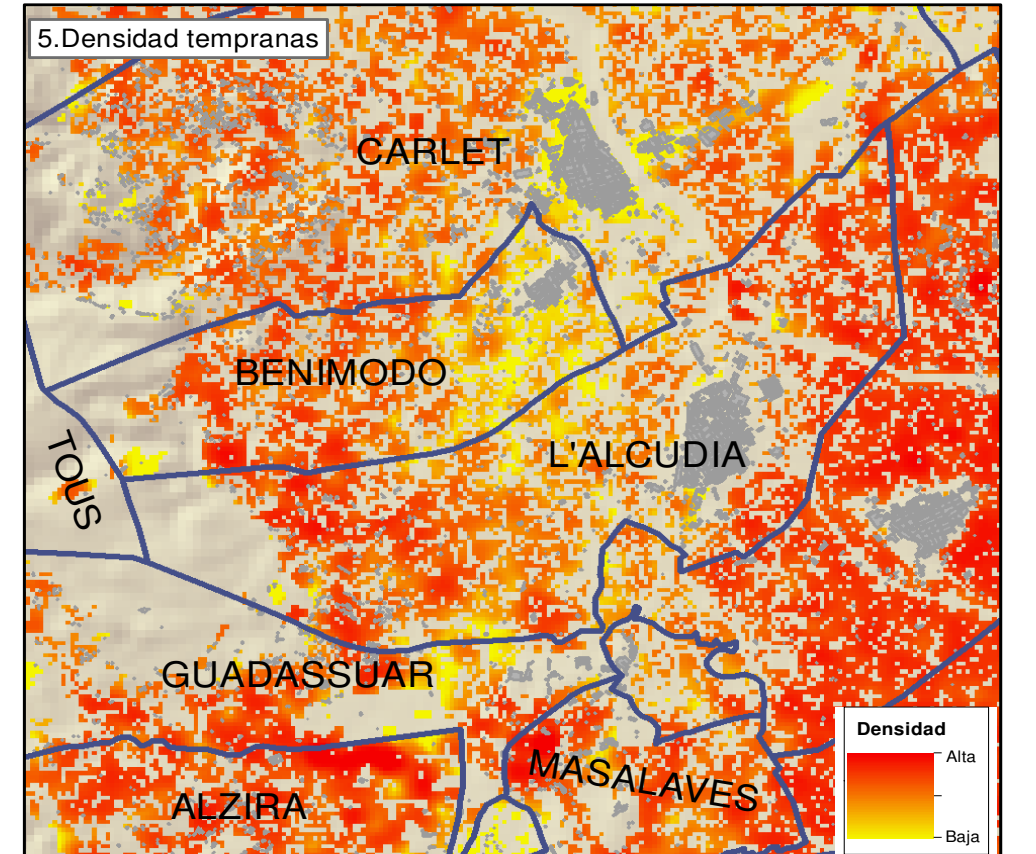 5.Densidad tempranas
CARLET
BENIMODO
TOUS
L'ALCUDIA
GUADASSUAR
MASALAVES
ALZIRA
Densidad
Alta
Baja